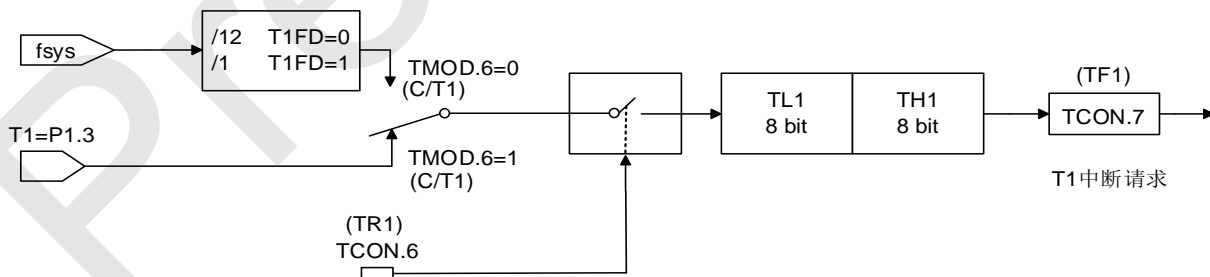 fsys
/12 T1FD=0
/1 T1FD=1
TMOD.6=0
(C/T1)
T1=P1.3
TMOD.6=1
(C/T1)
(TR1)
TCON.6
TL1
8 bit
TH1
8 bit
(TF1)
TCON.7
T1中断请求
Pre